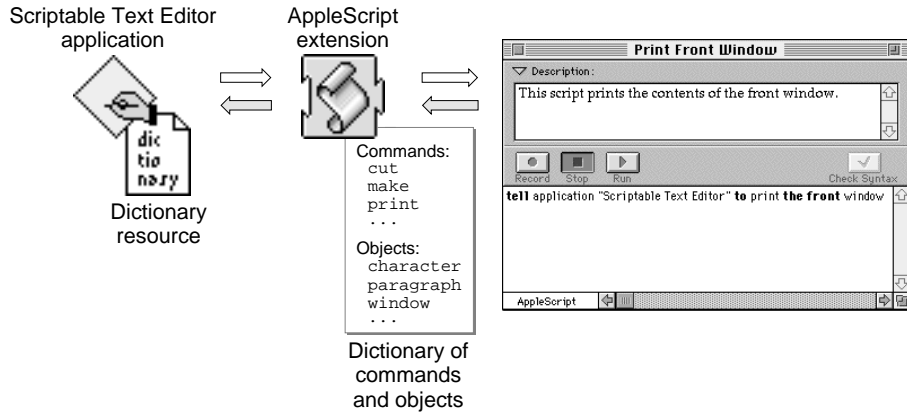 Scriptable Text Editor
application
dic
tio
nary
Dictionary
resource
AppleScript
extension
Commands:
cut
make
print
...
Objects:
character
paragraph
window
...
Dictionary of
commands
and objects
Print Front Window
Description:
This script prints the contents of the front window.
Record Stop Run Check Syntax
tell application "Scriptable Text Editor" to print the front window
AppleScript